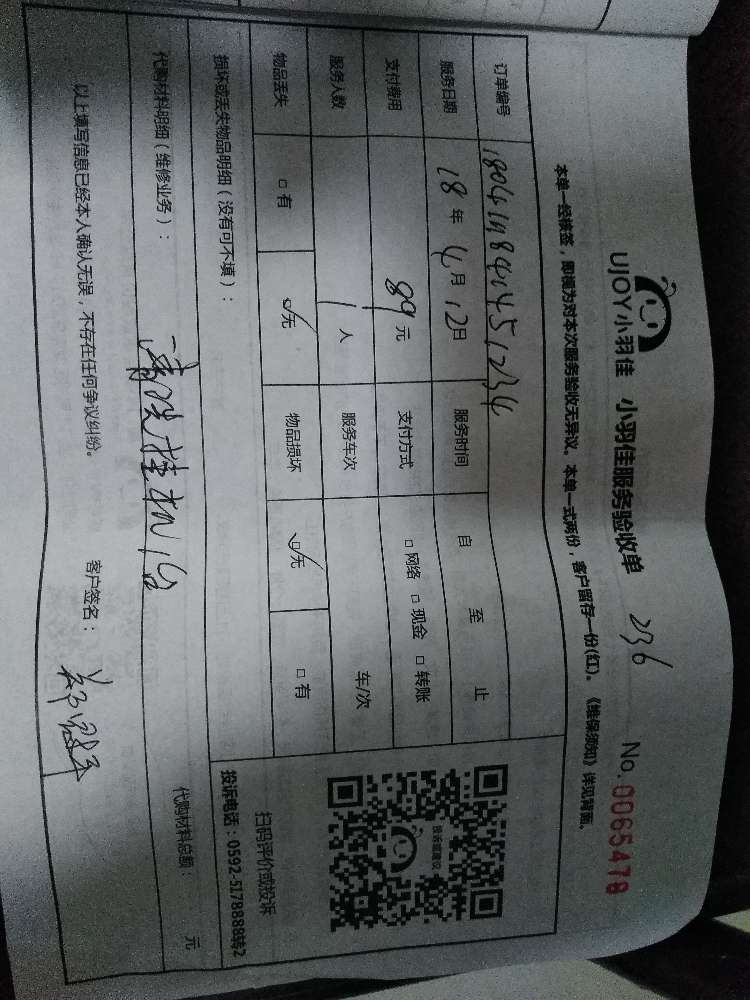 UJOY小羽佳 小羽佳服务验收单 236 No.0065478
本单一经核签，即视为对本次服务验收无异议。本单一式两份，客户留存一份(红)。《维保须知》详见背面。
订单编号
服务日期 18年4月12日 服务时间 自 至 止
支付费用 89元 支付方式 □网络 □现金 □转账
服务人数 1人 服务车次 车/次
物品丢失 □有 ☑无 物品损坏 ☑无 □有
损坏或丢失物品明细（没有可不填）：
扫码评价或投诉
投诉电话：0592-5178888转2
代购材料明细（维修业务）： 清洗挂机1台 代购材料总额： 元
以上填写信息已经本人确认无误，不存在任何争议纠纷。 客户签名：